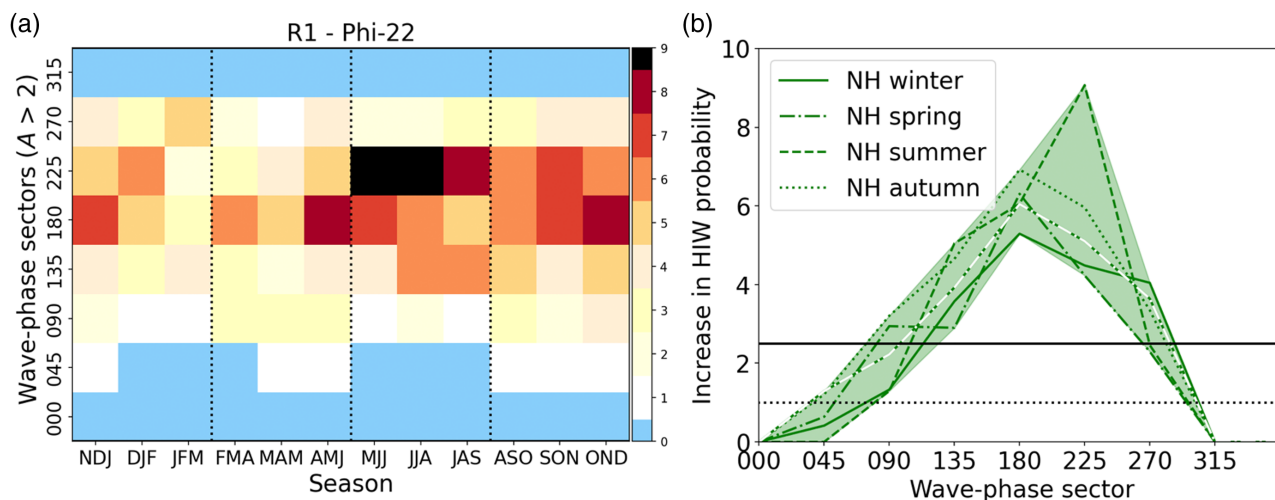 (a)
R1 - Phi-22
Wave-phase sectors (A > 2)
315
270
225
180
135
090
045
000
NDJ DJF JFM FMA MAM AMJ MJJ JJA JAS ASO SON OND
Season
9
8
7
6
5
4
3
2
1
0
(b)
Increase in HIW probability
10
8
6
4
2
0
NH winter
NH spring
NH summer
NH autumn
000 045 090 135 180 225 270 315
Wave-phase sector